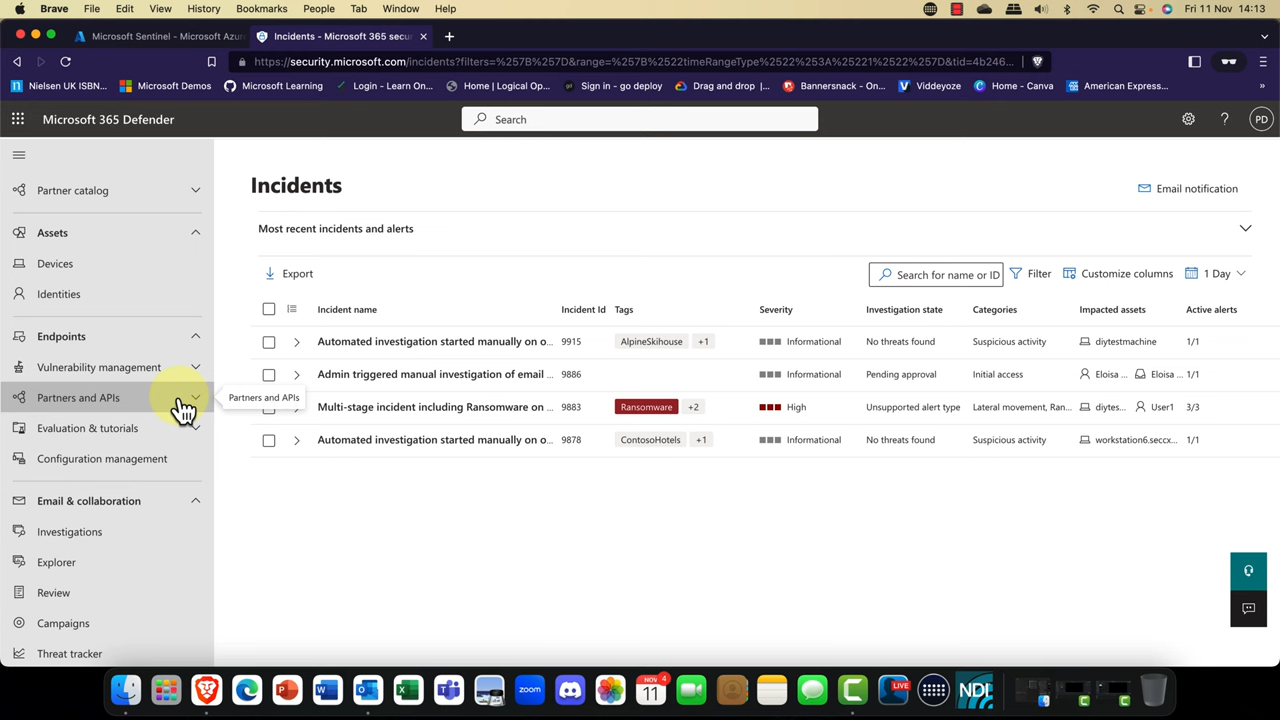 Brave File Edit View History Bookmarks People Tab Window Help Fri 11 Nov 14:13
Microsoft Sentinel - Microsoft Azur
Incidents - Microsoft 365 secu
https://security.microsoft.com/incidents?filters=%257B%257D&range=%257B%2522timeRangeType%2522%253A%25221%2522%257D&tid=4b246...
Nielsen UK ISBN... Microsoft Demos Microsoft Learning Login - Learn On... Home | Logical Op... Sign in - go deploy Drag and drop |... Bannersnack - On... Viddeyoze Home - Canva American Express... »
Microsoft 365 Defender
Search
PD
Partner catalog
Assets
Devices
Identities
Endpoints
Vulnerability management
Partners and APIs
Partners and APIs
Evaluation & tutorials
Configuration management
Email & collaboration
Investigations
Explorer
Review
Campaigns
Threat tracker
Incidents
Email notification
Most recent incidents and alerts
Export
Search for name or ID
Filter
Customize columns
1 Day
Incident name Incident Id Tags Severity Investigation state Categories Impacted assets Active alerts
Automated investigation started manually on o... 9915 AlpineSkihouse +1 Informational No threats found Suspicious activity diytestmachine 1/1
Admin triggered manual investigation of email ... 9886 Informational Pending approval Initial access Eloisa ... Eloisa ... 1/1
Multi-stage incident including Ransomware on ... 9883 Ransomware +2 High Unsupported alert type Lateral movement, Ran... diytes... User1 3/3
Automated investigation started manually on o... 9878 ContosoHotels +1 Informational No threats found Suspicious activity workstation6.seccx... 1/1
zoom
NOV
11
4
LIVE
NDI